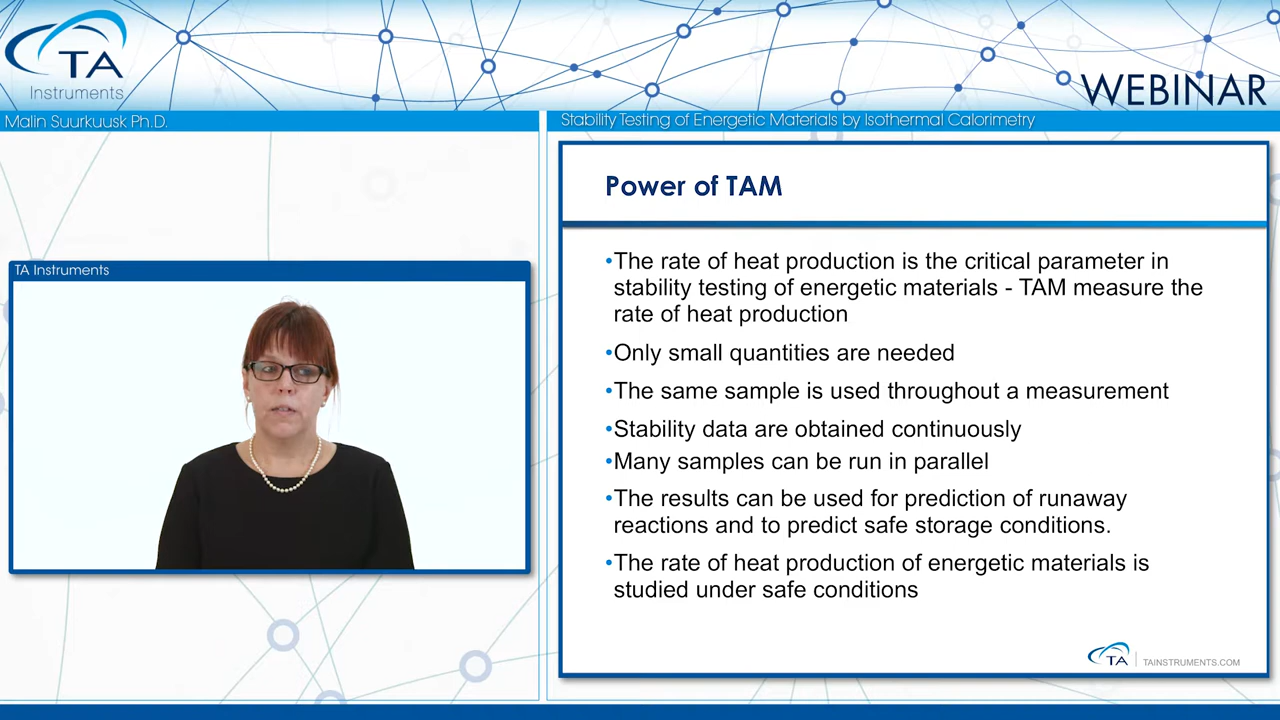 TA
Instruments
WEBINAR
Malin Suurkuusk Ph.D.
Stability Testing of Energetic Materials by Isothermal Calorimetry
TA Instruments
Power of TAM
•The rate of heat production is the critical parameter in
stability testing of energetic materials - TAM measure the
rate of heat production
•Only small quantities are needed
•The same sample is used throughout a measurement
•Stability data are obtained continuously
•Many samples can be run in parallel
•The results can be used for prediction of runaway
reactions and to predict safe storage conditions.
•The rate of heat production of energetic materials is
studied under safe conditions
TA | TAINSTRUMENTS.COM